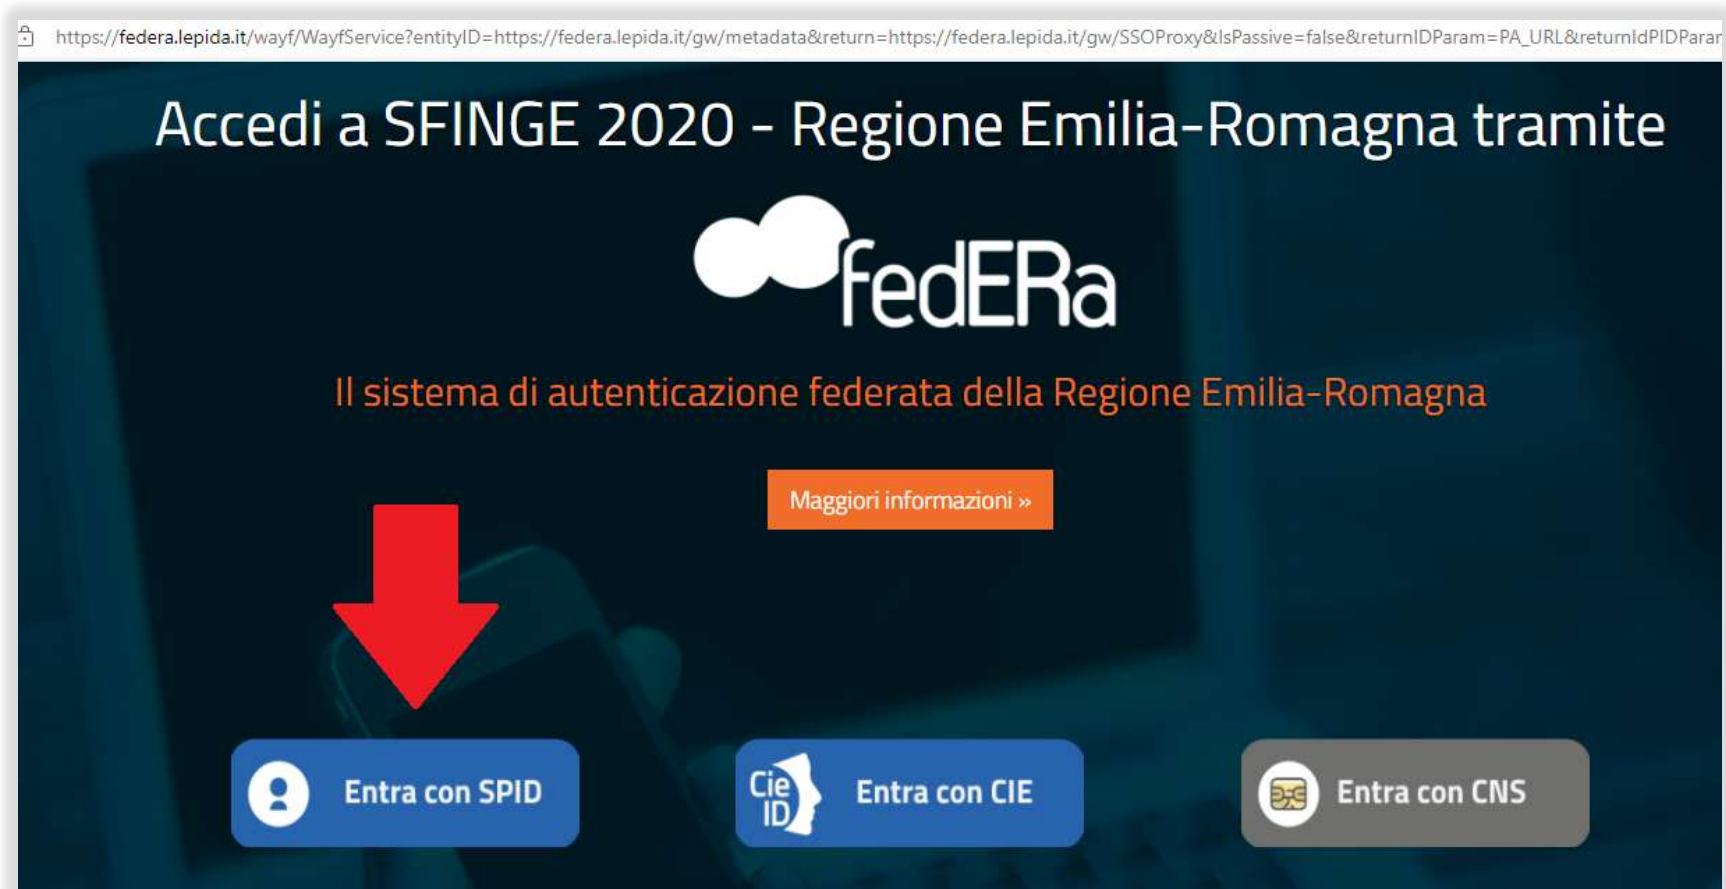 https://federa.lepida.it/wayf/WayfService?entityID=https://federa.lepida.it/gw/metadata&return=https://federa.lepida.it/gw/SSOProxy&IsPassive=false&returnIDParam=PA_URL&returnIdPIDParar
Accedi a SFINGE 2020 - Regione Emilia-Romagna tramite
fedERa
Il sistema di autenticazione federata della Regione Emilia-Romagna
Maggiori informazioni »
Entra con SPID
Cie
ID
Entra con CIE
Entra con CNS